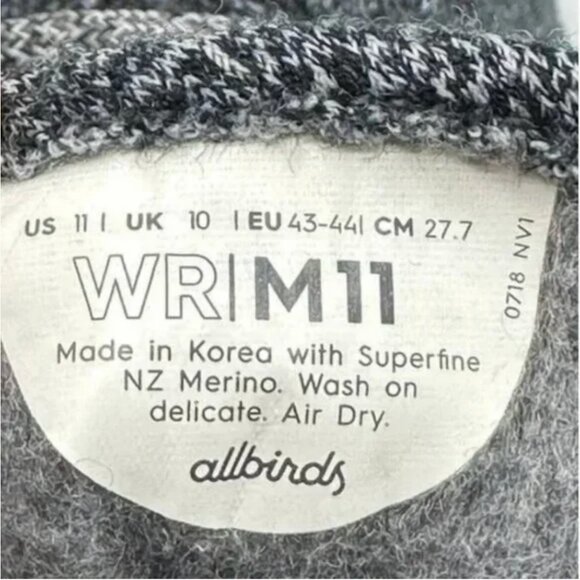 US 11 | UK 10 | EU 43-44| CM 27.7
WR|M11
Made in Korea with Superfine
NZ Merino. Wash on
delicate. Air Dry.
allbirds
0718 NV1